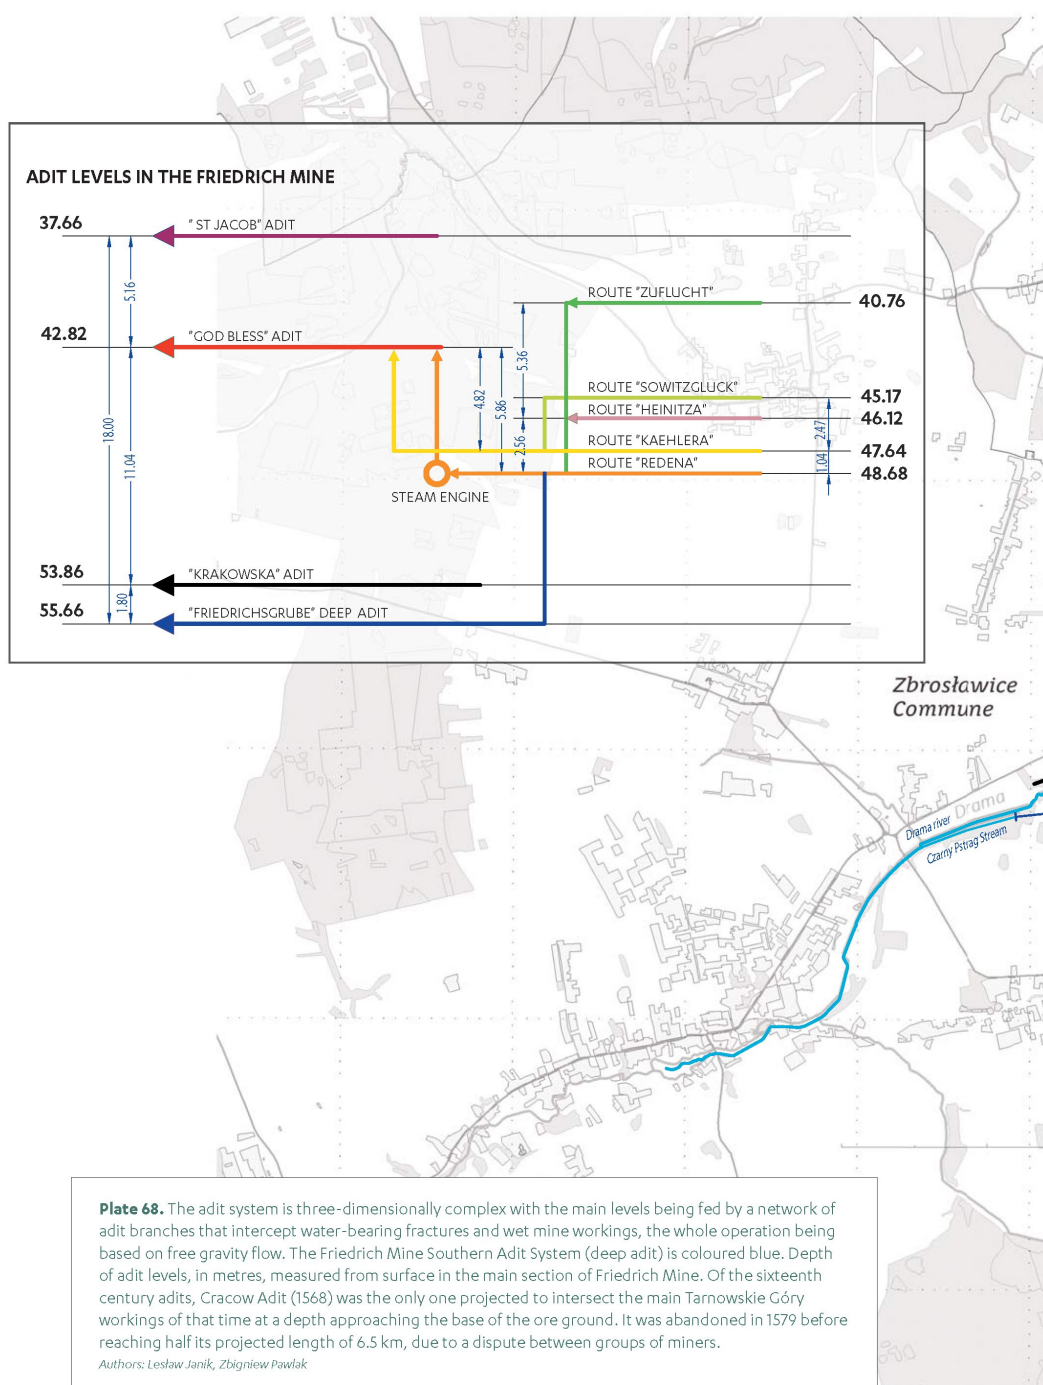 ADIT LEVELS IN THE FRIEDRICH MINE
37.66
" ST JACOB" ADIT
5.16
ROUTE "ZUFLUCHT"
40.76
42.82
"GOD BLESS" ADIT
5.36
4.82
5.86
ROUTE "SOWITZGLUCK"
45.17
ROUTE "HEINITZA"
46.12
18.00
11.04
2.56
2.47
ROUTE "KAEHLERA"
47.64
ROUTE "REDENA"
1.04
48.68
STEAM ENGINE
53.86
"KRAKOWSKA" ADIT
1.80
55.66
"FRIEDRICHSGRUBE" DEEP ADIT
Zbrosławice
Commune
Drama
Drama river
Czarny Pstrag Stream
Plate 68. The adit system is three-dimensionally complex with the main levels being fed by a network of
adit branches that intercept water-bearing fractures and wet mine workings, the whole operation being
based on free gravity flow. The Friedrich Mine Southern Adit System (deep adit) is coloured blue. Depth
of adit levels, in metres, measured from surface in the main section of Friedrich Mine. Of the sixteenth
century adits, Cracow Adit (1568) was the only one projected to intersect the main Tarnowskie Góry
workings of that time at a depth approaching the base of the ore ground. It was abandoned in 1579 before
reaching half its projected length of 6.5 km, due to a dispute between groups of miners.
Authors: Lesław Janik, Zbigniew Pawlak